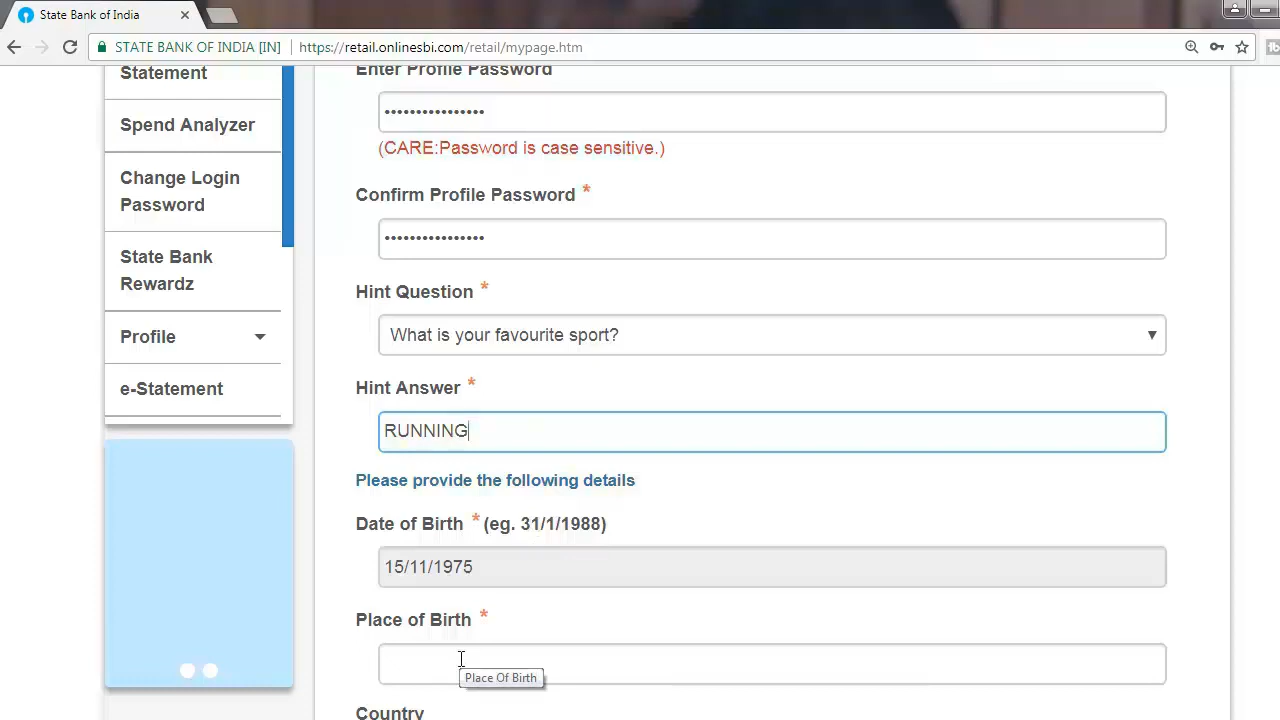 State Bank of India
STATE BANK OF INDIA [IN]
https://retail.onlinesbi.com/retail/mypage.htm
Statement
Spend Analyzer
Change Login
Password
State Bank
Rewardz
Profile
e-Statement
Enter Profile Password
••••••••••••••••
(CARE:Password is case sensitive.)
Confirm Profile Password *
••••••••••••••••
Hint Question *
What is your favourite sport?
Hint Answer *
RUNNING
Please provide the following details
Date of Birth * (eg. 31/1/1988)
15/11/1975
Place of Birth *
Place Of Birth
Country